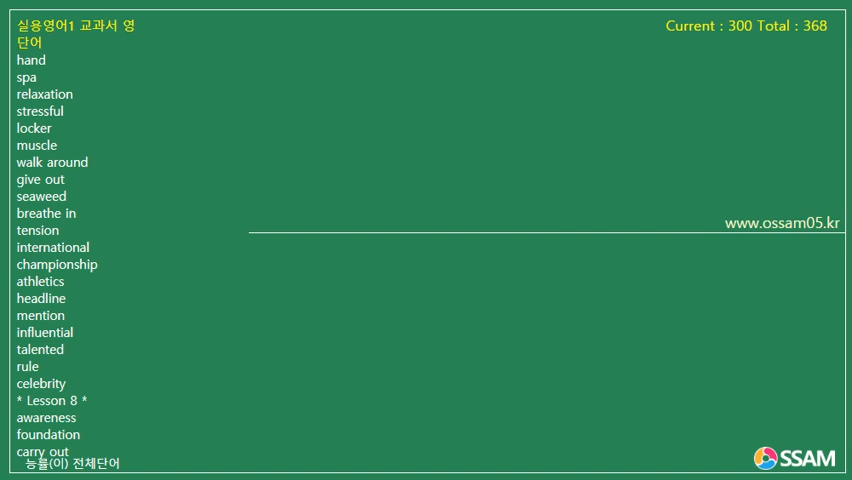 실용영어1 교과서 영
단어
Current : 300 Total : 368
hand
spa
relaxation
stressful
locker
muscle
walk around
give out
seaweed
breathe in
tension
international
championship
athletics
headline
mention
influential
talented
rule
celebrity
* Lesson 8 *
awareness
foundation
carry out
능률(이) 전체단어
www.ossam05.kr
OSSAM